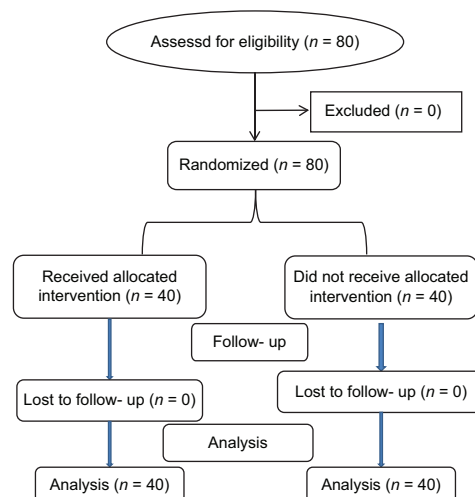 Assessd for eligibility (n = 80)
Excluded (n = 0)
Randomized (n = 80)
Received allocated
intervention (n = 40)
Did not receive allocated
intervention (n = 40)
Follow- up
Lost to follow- up (n = 0)
Lost to follow- up (n = 0)
Analysis
Analysis (n = 40)
Analysis (n = 40)